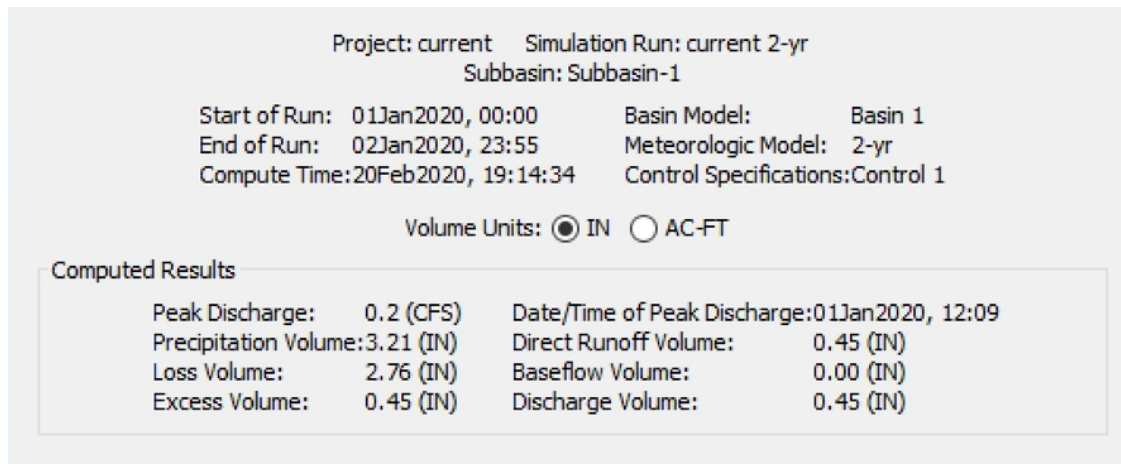 Project: current Simulation Run: current 2-yr
Subbasin: Subbasin-1
Start of Run: 01Jan2020, 00:00 Basin Model: Basin 1
End of Run: 02Jan2020, 23:55 Meteorologic Model: 2-yr
Compute Time:20Feb2020, 19:14:34 Control Specifications:Control 1
Volume Units: IN AC-FT
Computed Results
Peak Discharge: 0.2 (CFS) Date/Time of Peak Discharge:01Jan2020, 12:09
Precipitation Volume:3.21 (IN) Direct Runoff Volume: 0.45 (IN)
Loss Volume: 2.76 (IN) Baseflow Volume: 0.00 (IN)
Excess Volume: 0.45 (IN) Discharge Volume: 0.45 (IN)